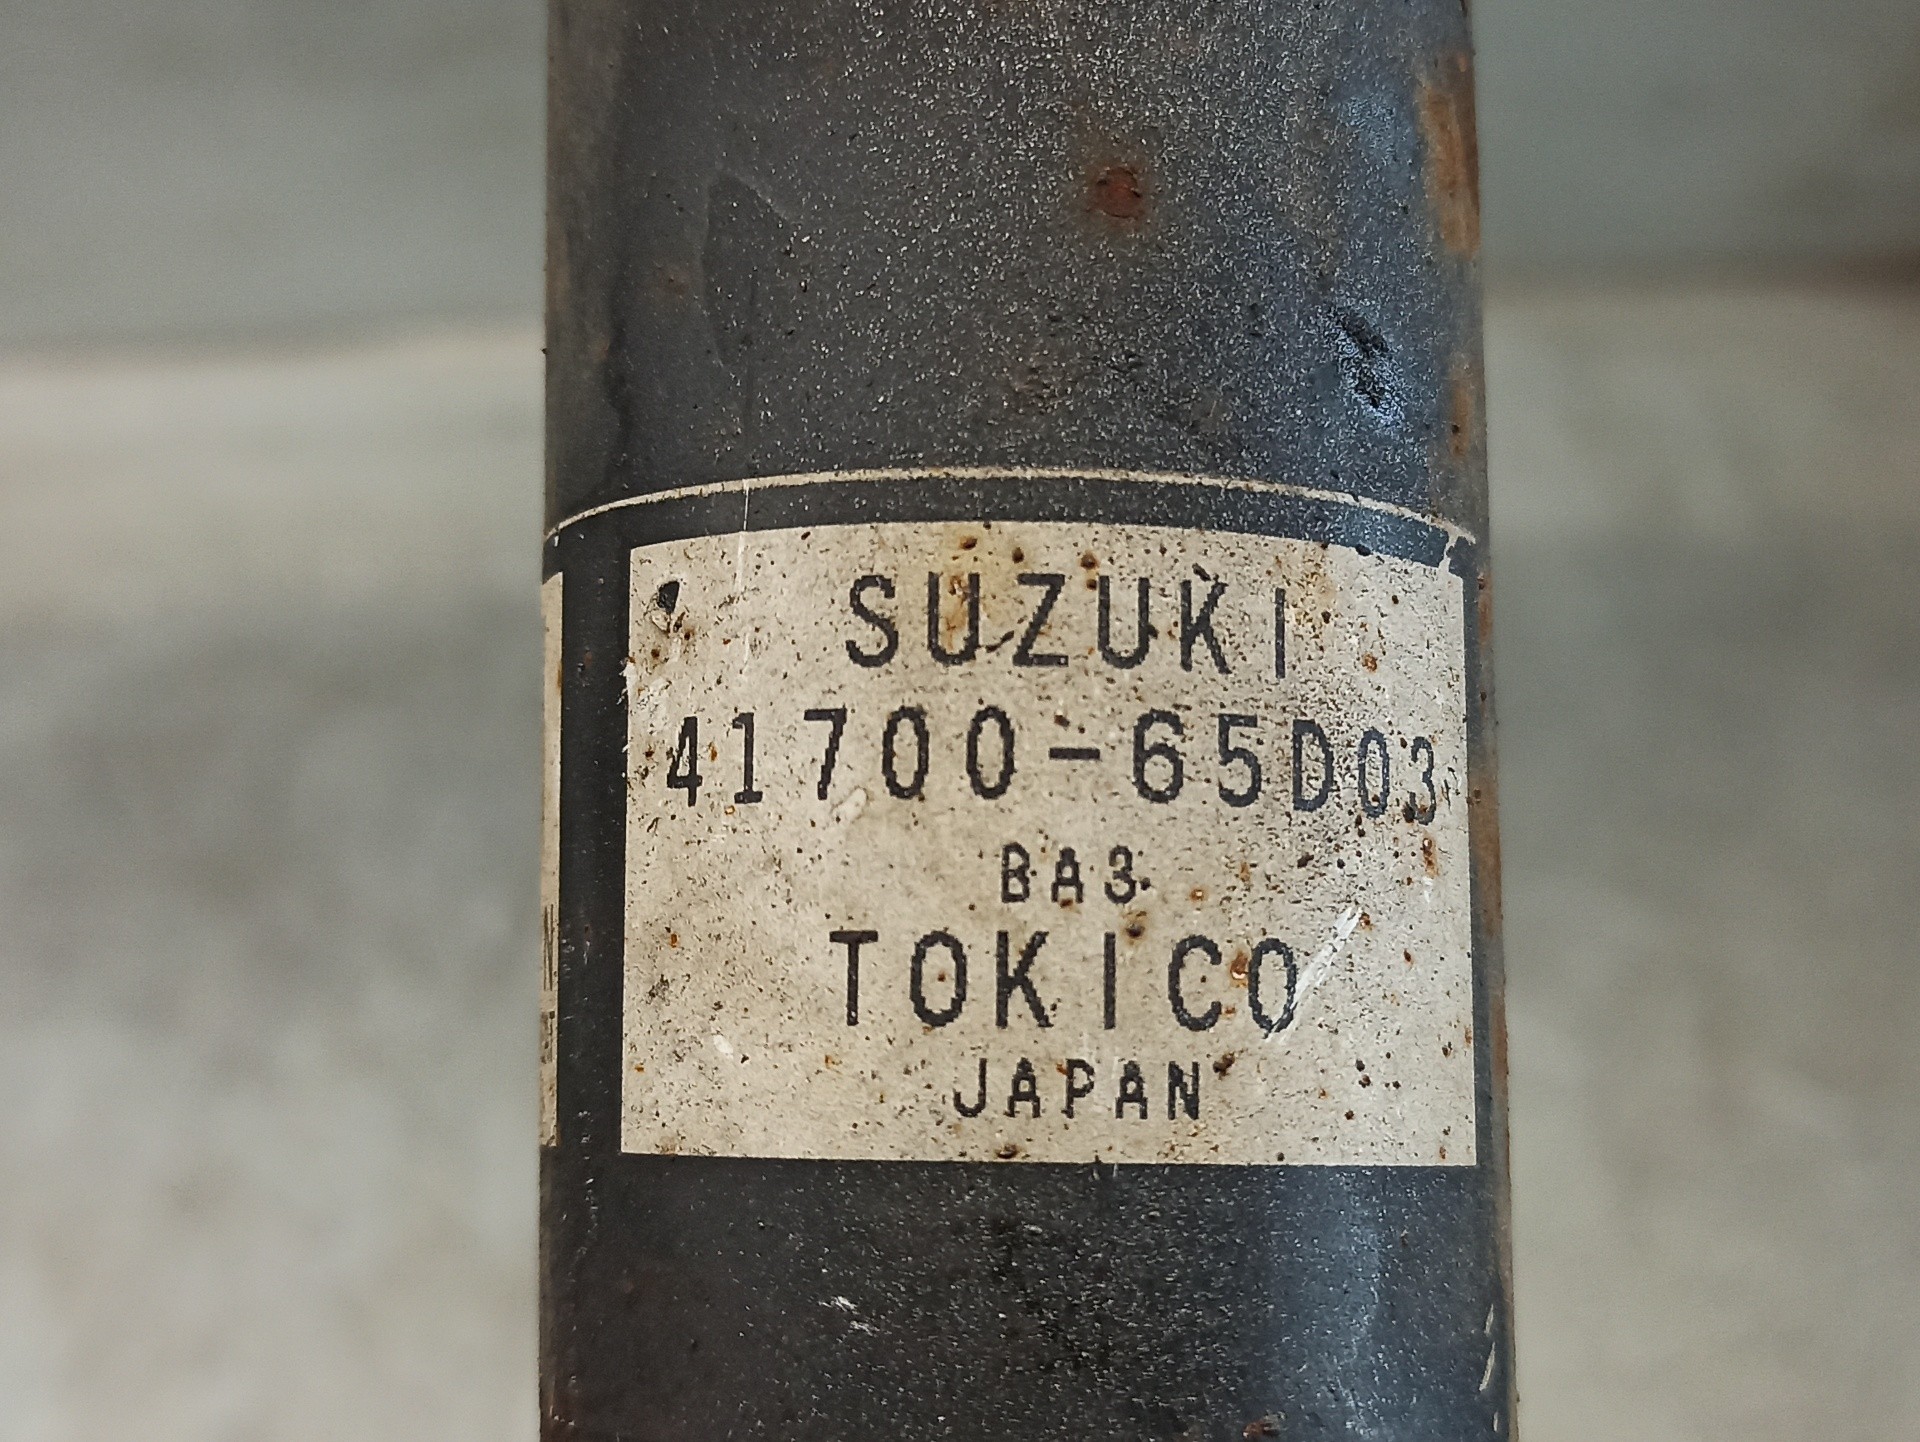 SUZUKI
41700-65D03
BA3
TOKICO
JAPAN